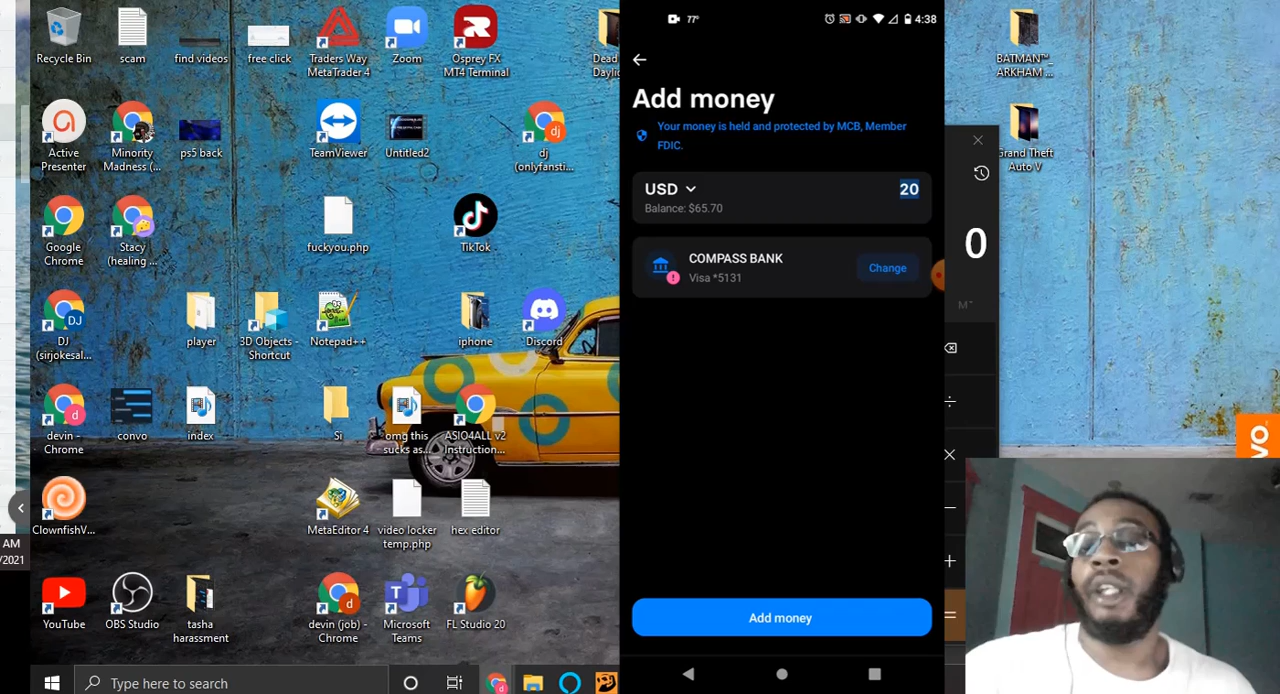 Recycle Bin
scam
find videos
free click
Traders Way
MetaTrader 4
Zoom
Osprey FX
MT4 Terminal
Dead
Dayli
BATMAN™_
ARKHAM ...
Active
Presenter
Minority
Madness (...
ps5 back
TeamViewer
Untitled2
dj
(onlyfansti...
Grand Theft
Auto V
Google
Chrome
Stacy
(healing ...
fuckyou.php
TikTok
DJ
DJ
(sirjokesal...
player
3D Objects -
Shortcut
Notepad++
iphone
Discord
d
devin -
Chrome
convo
index
Si
omg this
sucks as...
ASIO4ALL v2
Instruction...
ClownfishV...
MetaEditor 4
video locker
temp.php
hex editor
YouTube
OBS Studio
tasha
harassment
d
devin (job) -
Chrome
Microsoft
Teams
FL Studio 20
AM
/2021
Type here to search
d
77°
4:38
Add money
Your money is held and protected by MCB, Member
FDIC.
USD
20
Balance: $65.70
COMPASS BANK
Visa *5131
Change
Add money
0
M˅
÷
×
−
+
=